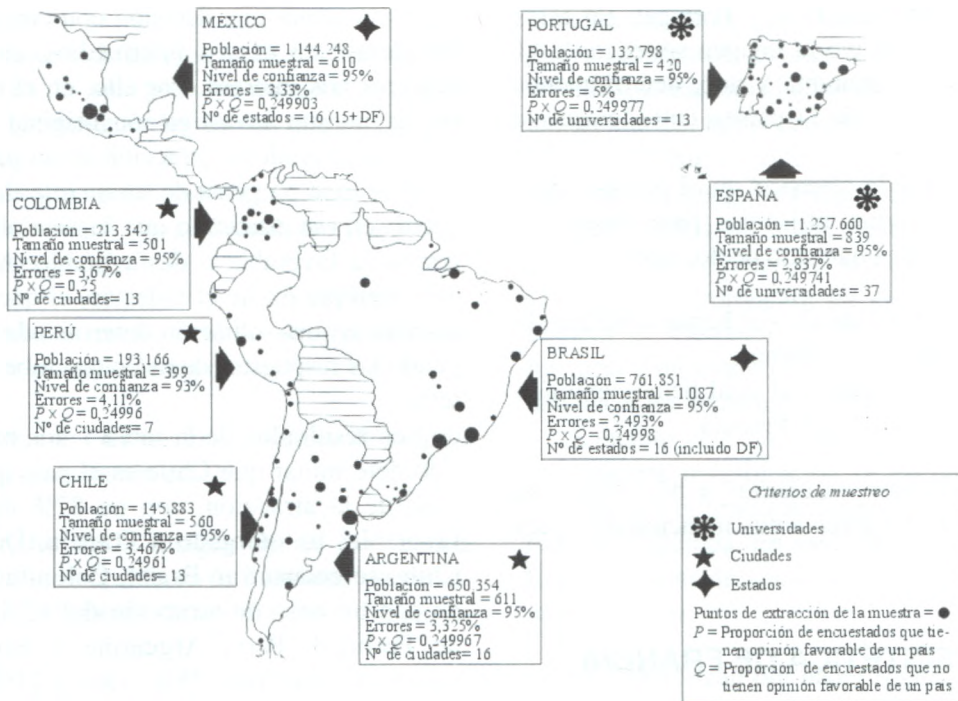 MÉXICO
Población = 1.144.248
Tamaño muestral = 610
Nivel de confianza = 95%
Errores = 3,33%
P × Q = 0,249903
Nº de estados = 16 (15+DF)
PORTUGAL
Población = 132,798
Tamaño muestral = 420
Nivel de confianza = 95%
Errores = 5%
P × Q = 0,249977
Nº de universidades = 13
COLOMBIA
Población = 213,342
Tamaño muestral = 501
Nivel de confianza = 95%
Errores = 3,67%
P × Q = 0,25
Nº de ciudades= 13
ESPAÑA
Población = 1,257.660
Tamaño muestral = 839
Nivel de confianza = 95%
Errores = 2,837%
P × Q = 0,249741
Nº de universidades = 37
PERÚ
Población = 193,166
Tamaño muestral = 399
Nivel de confianza = 93%
Errores = 4,11%
P × Q = 0,24996
Nº de ciudades = 7
BRASIL
Población = 761,851
Tamaño muestral = 1.087
Nivel de confianza = 95%
Errores = 2,493%
P × Q = 0,24998
Nº de estados = 16 (incluido DF)
CHILE
Población = 145,883
Tamaño muestral = 560
Nivel de confianza = 95%
Errores = 3,467%
P × Q = 0,24961
Nº de ciudades = 13
ARGENTINA
Población = 650,354
Tamaño muestral = 611
Nivel de confianza = 95%
Errores = 3,325%
P × Q = 0,249967
Nº de ciudades = 16
Criterios de muestreo
Universidades
Ciudades
Estados
Puntos de extracción de la muestra =
P = Proporción de encuestados que tie-
nen opinión favorable de un país
Q = Proporción de encuestados que no
tienen opinión favorable de un país